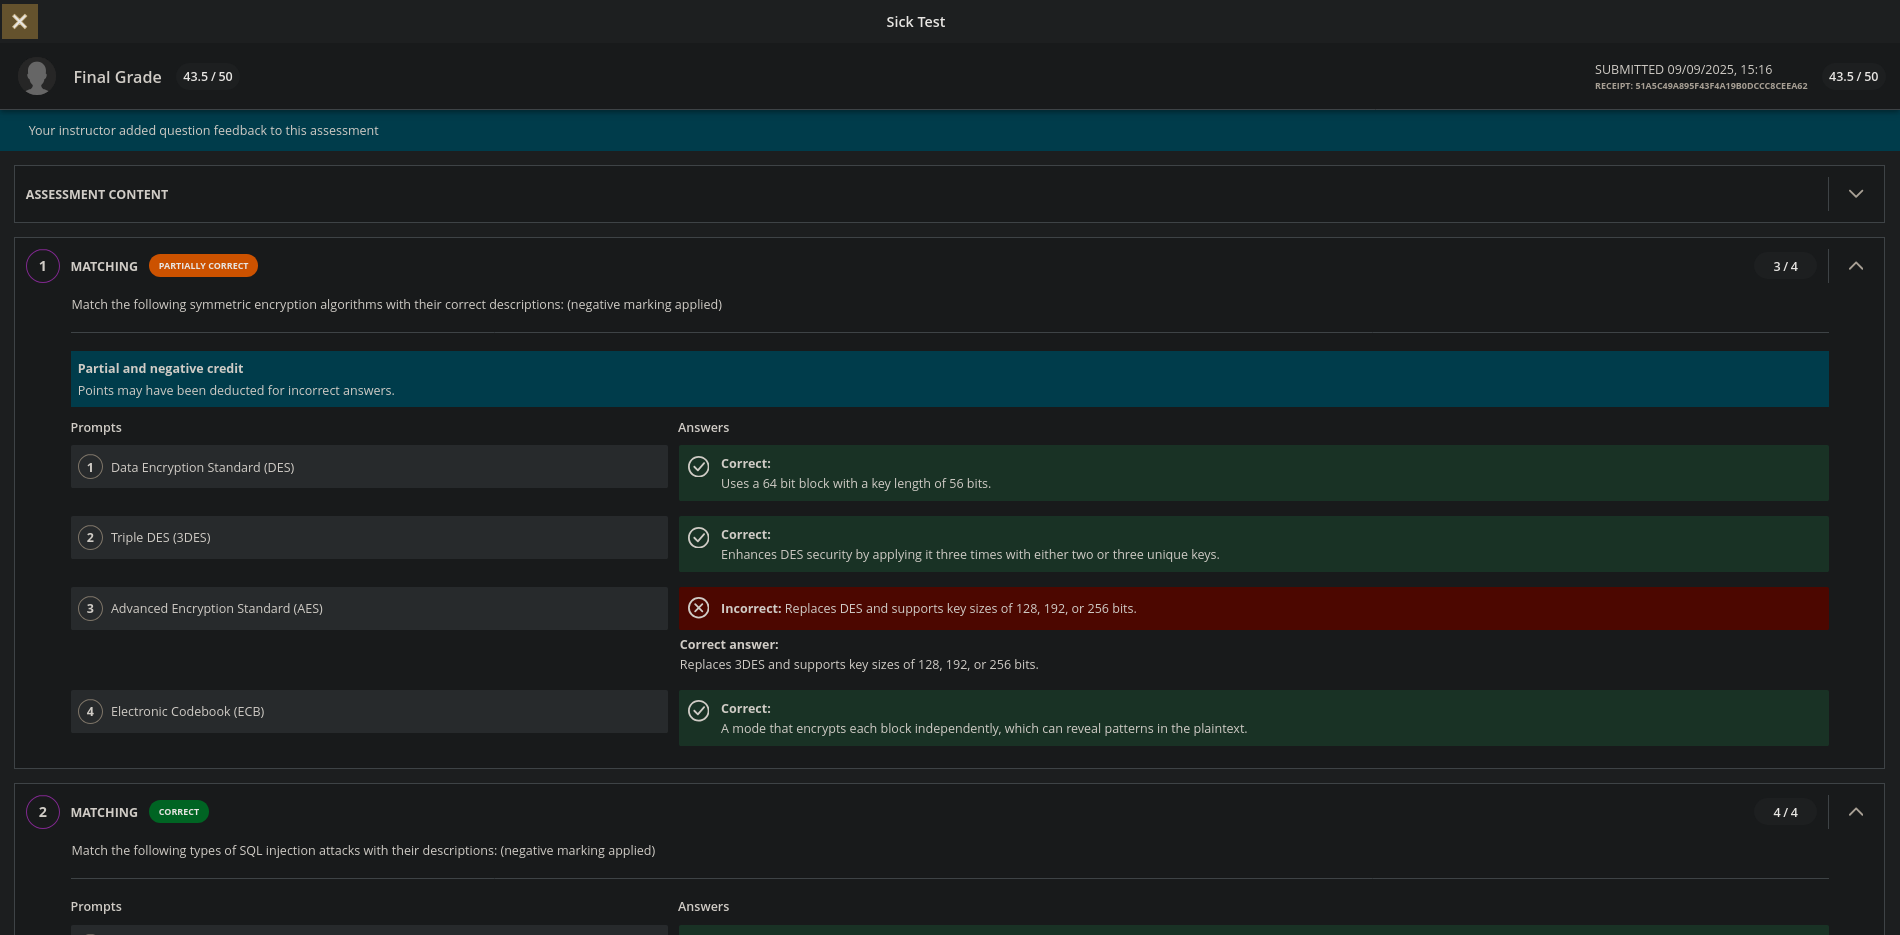 Sick Test
Final Grade 43.5 / 50
SUBMITTED 09/09/2025, 15:16
RECEIPT: 51A5C49A895F43F4A19B0DCCC8CEEA62
43.5 / 50
Your instructor added question feedback to this assessment
ASSESSMENT CONTENT
1 MATCHING PARTIALLY CORRECT 3 / 4
Match the following symmetric encryption algorithms with their correct descriptions: (negative marking applied)
Partial and negative credit
Points may have been deducted for incorrect answers.
Prompts Answers
1 Data Encryption Standard (DES)
Correct:
Uses a 64 bit block with a key length of 56 bits.
2 Triple DES (3DES)
Correct:
Enhances DES security by applying it three times with either two or three unique keys.
3 Advanced Encryption Standard (AES)
Incorrect: Replaces DES and supports key sizes of 128, 192, or 256 bits.
Correct answer:
Replaces 3DES and supports key sizes of 128, 192, or 256 bits.
4 Electronic Codebook (ECB)
Correct:
A mode that encrypts each block independently, which can reveal patterns in the plaintext.
2 MATCHING CORRECT 4 / 4
Match the following types of SQL injection attacks with their descriptions: (negative marking applied)
Prompts Answers